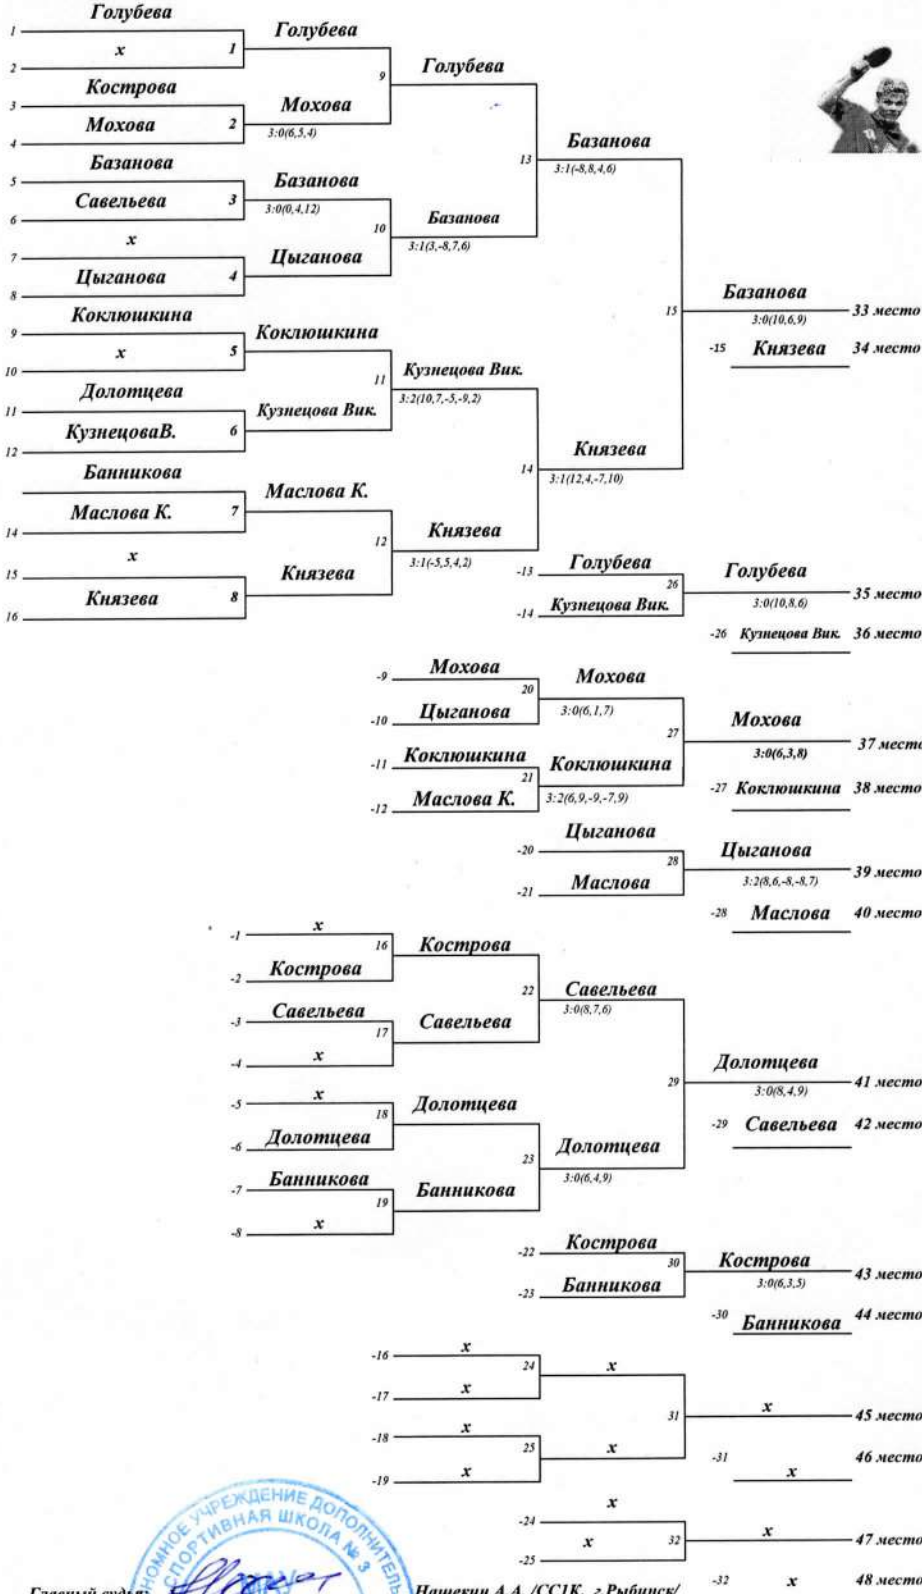 Голубева
1
Голубева
х 1
2
9 Голубева
Кострова
3
Мохова
Мохова 2
3:0(6,5,4)
4
Базанова
13 3:1(-8,8,4,6)
Базанова
5
Базанова
Савельева 3
3:0(0,4,12)
6
10 Базанова
3:1(3,-8,7,6)
х
7
Цыганова
Цыганова 4
8
Базанова
15 33 место
3:0(10,6,9)
-15 Князева 34 место
Коклюшкина
9
Коклюшкина
х 5
10
11 Кузнецова Вик.
3:2(10,7,-5,-9,2)
Долотцева
11
Кузнецова Вик.
КузнецоваВ. 6
12
Князева
14 3:1(12,4,-7,10)
Банникова
Маслова К.
Маслова К. 7
14
12 Князева
3:1(-5,5,4,2)
х
15
Князева
Князева 8
16
-13 Голубева
26 Голубева
35 место
3:0(10,8,6)
-14 Кузнецова Вик.
-26 Кузнецова Вик. 36 место
-9 Мохова
20 Мохова
3:0(6,1,7)
-10 Цыганова
27 Мохова
37 место
3:0(6,3,8)
-11 Коклюшкина
21 Коклюшкина
3:2(6,9,-9,-7,9)
-12 Маслова К.
-27 Коклюшкина 38 место
-20 Цыганова
28 Цыганова
39 место
3:2(8,6,-8,-8,7)
-21 Маслова
-28 Маслова 40 место
-1 х
16 Кострова
-2 Кострова
22 Савельева
3:0(8,7,6)
-3 Савельева
17 Савельева
-4 х
29 Долотцева
41 место
3:0(8,4,9)
-29 Савельева 42 место
-5 х
18 Долотцева
-6 Долотцева
23 Долотцева
3:0(6,4,9)
-7 Банникова
19 Банникова
-8 х
-22 Кострова
30 Кострова
43 место
3:0(6,3,5)
-23 Банникова
-30 Банникова 44 место
-16 х
24 х
-17 х
31 х
45 место
-18 х
25 х
-19 х
-31 х 46 место
х
-24
х 32 х
47 место
-25
-32 х 48 место
НОМНОЕ УЧРЕЖДЕНИЕ ДОПОЛНИТЕЛЬ
СПОРТИВНАЯ ШКОЛА № 3
Главный судья:
Нашекин А.А. /СС1К, г.Рыбинск/